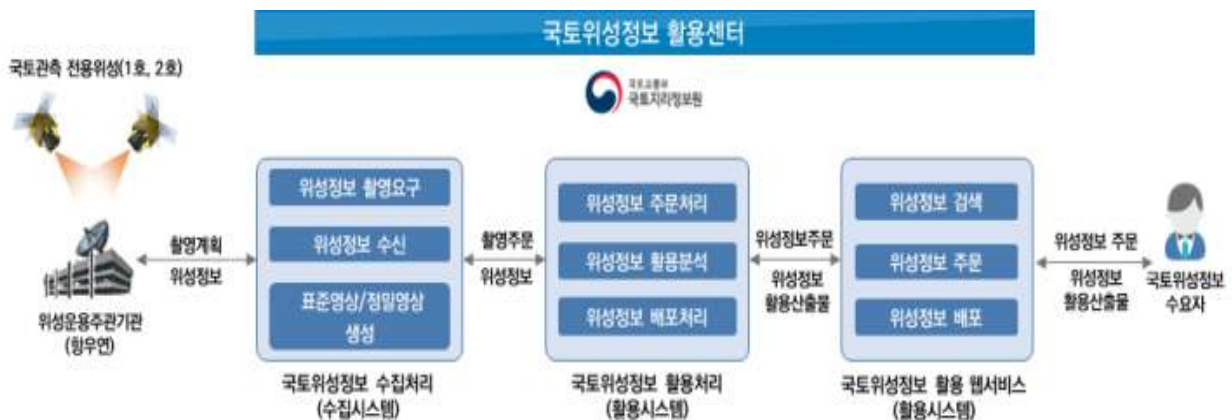 국토위성정보 활용센터
국토교통부
국토지리정보원
국토관측 전용위성(1호, 2호)
위성운용주관기관
(항우연)
촬영계획
위성정보
위성정보 촬영요구
위성정보 수신
표준영상/정밀영상
생성
국토위성정보 수집처리
(수집시스템)
촬영주문
위성정보
위성정보 주문처리
위성정보 활용분석
위성정보 배포처리
국토위성정보 활용처리
(활용시스템)
위성정보주문
위성정보
활용산출물
위성정보 검색
위성정보 주문
위성정보 배포
국토위성정보 활용 웹서비스
(활용시스템)
위성정보 주문
위성정보
활용산출물
국토위성정보
수요자